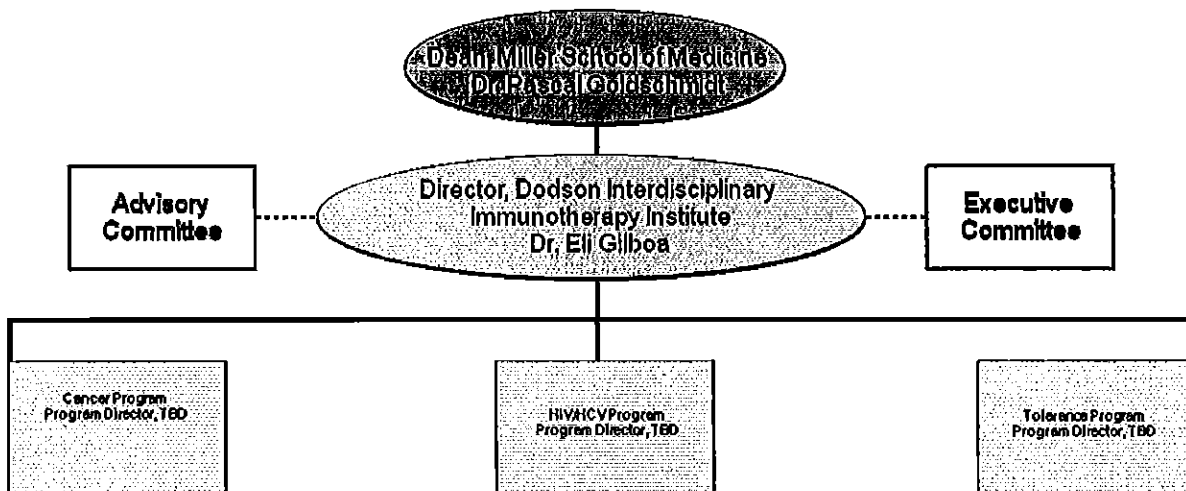 Dean, Miller School of Medicine
Dr. Pascal Goldschmidt
Advisory
Committee
Director, Dodson Interdisciplinary
Immunotherapy Institute
Dr, Eli Gilboa
Executive
Committee
Cancer Program
Program Director, TBD
HIV/HCV Program
Program Director, TBD
Tolerance Program
Program Director, TBD